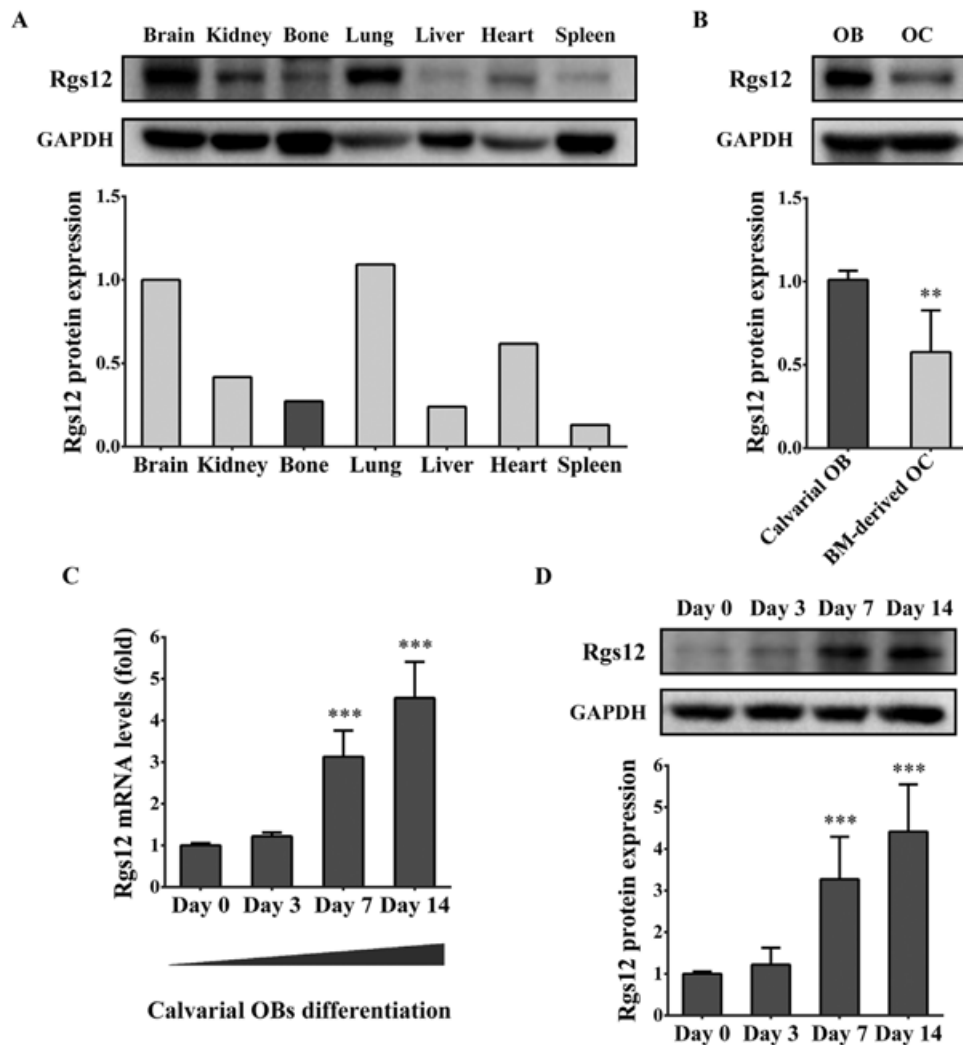 A
Brain Kidney Bone Lung Liver Heart Spleen
Rgs12
GAPDH
Rgs12 protein expression
1.5
1.0
0.5
0.0
Brain Kidney Bone Lung Liver Heart Spleen
B
OB OC
Rgs12
GAPDH
Rgs12 protein expression
1.5
1.0
0.5
0.0
**
Calvarial OB
BM-derived OC
C
Rgs12 mRNA levels (fold)
6
5
4
3
2
1
0
***
***
Day 0 Day 3 Day 7 Day 14
Calvarial OBs differentiation
D
Day 0 Day 3 Day 7 Day 14
Rgs12
GAPDH
Rgs12 protein expression
6
5
4
3
2
1
0
***
***
Day 0 Day 3 Day 7 Day 14